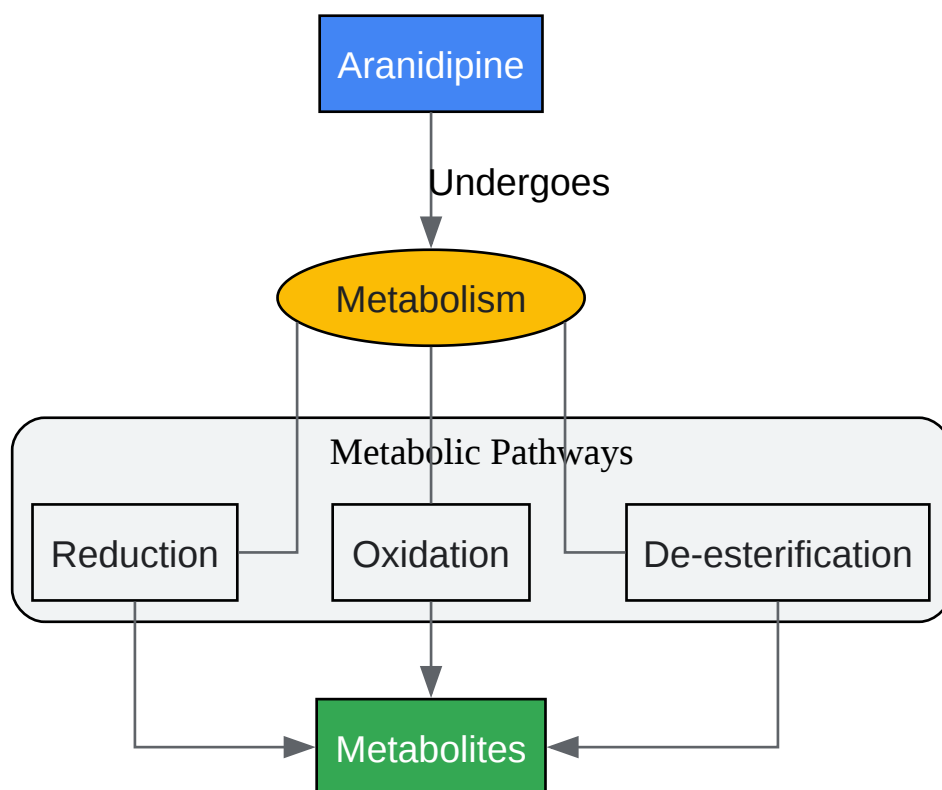 Aranidipine
Undergoes
Metabolism
Metabolic Pathways
Reduction
Oxidation
De-esterification
Metabolites